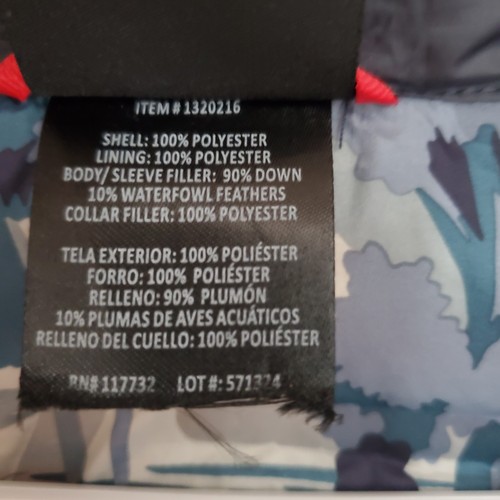 ITEM # 1320216
SHELL: 100% POLYESTER
LINING: 100% POLYESTER
BODY/ SLEEVE FILLER: 90% DOWN
10% WATERFOWL FEATHERS
COLLAR FILLER: 100% POLYESTER
TELA EXTERIOR: 100% POLIÉSTER
FORRO: 100% POLIÉSTER
RELLENO: 90% PLUMÓN
10% PLUMAS DE AVES ACUÁTICOS
RELLENO DEL CUELLO: 100% POLIÉSTER
RN# 117732 LOT #: 571374